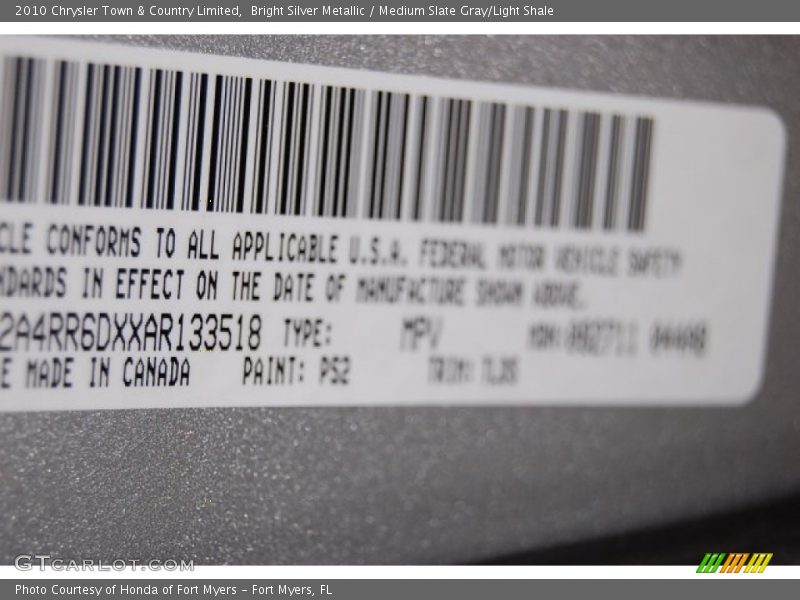 2010 Chrysler Town & Country Limited, Bright Silver Metallic / Medium Slate Gray/Light Shale
CLE CONFORMS TO ALL APPLICABLE U.S.A. FEDERAL MOTOR VEHICLE SAFETY
NDARDS IN EFFECT ON THE DATE OF MANUFACTURE SHOWN ABOVE.
2A4RR6DXXAR133518 TYPE: MPV MDH:
E MADE IN CANADA PAINT: PS2 TRIM:
GTcarlot.com
Photo Courtesy of Honda of Fort Myers - Fort Myers, FL